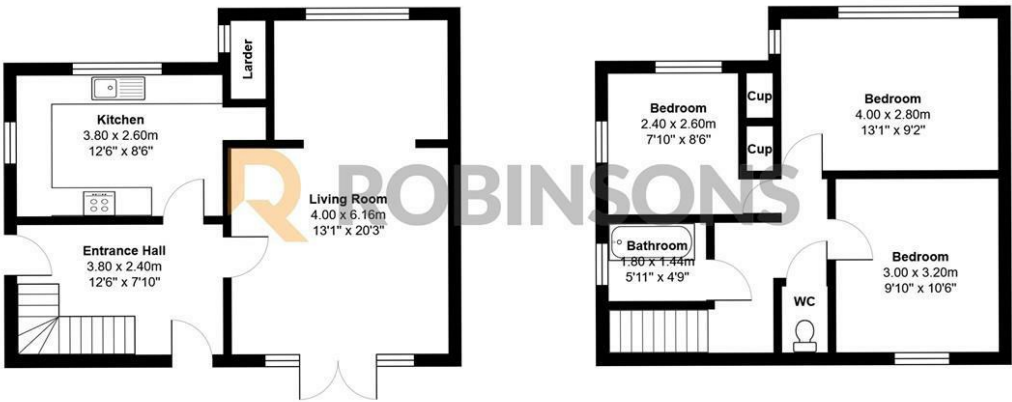 Larder
Kitchen
3.80 x 2.60m
12'6" x 8'6"
Living Room
4.00 x 6.16m
13'1" x 20'3"
Entrance Hall
3.80 x 2.40m
12'6" x 7'10"
ROBINSONS
Bedroom
2.40 x 2.60m
7'10" x 8'6"
Cup
Cup
Bedroom
4.00 x 2.80m
13'1" x 9'2"
Bathroom
1.80 x 1.44m
5'11" x 4'9"
Bedroom
3.00 x 3.20m
9'10" x 10'6"
WC